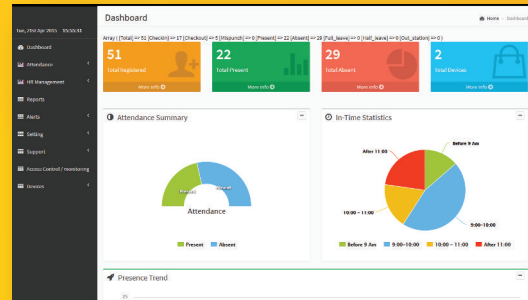 Dashboard
Home Dashboard
Tue, 21st Apr 2015 15:55:31
Array ( [Total] => 51 [Checkin] => 17 [Checkout] => 5 [Mispunch] => 0 [Present] => 22 [Absent] => 29 [Full_leave] => 0 [Half_leave] => 0 [Out_station] => 0 )
Dashboard
Attendance
HR Management
Reports
Alerts
Setting
Support
Access Control / monitoring
Devices
51
Total Registered
More info
22
Total Present
More info
29
Total Absent
More info
2
Total Devices
More info
Attendance Summary
Attendance
Present Absent
In-Time Statistics
Before 9 Am
After 11:00
10:00 - 11:00
9:00-10:00
Before 9 Am 9:00-10:00 10:00 - 11:00 After 11:00
Presence Trend
25